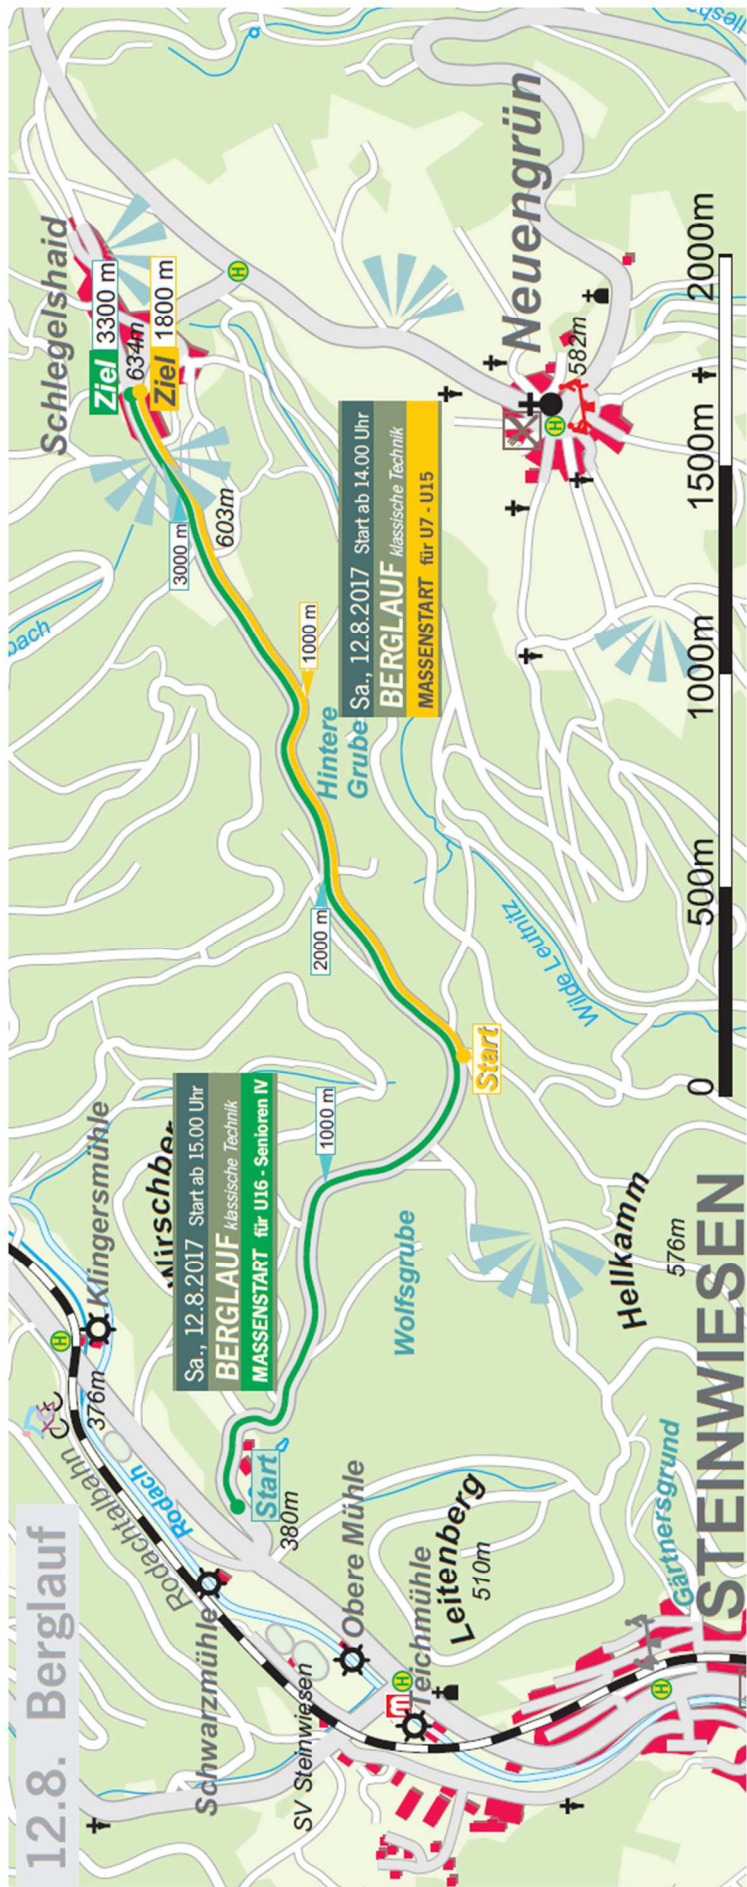 12.8. Berglauf
Schlegelshaid
Ziel 3300 m
634m
Ziel 1800 m
3000 m
603m
1000 m
Hintere
Grube
2000 m
Sa., 12.8.2017 Start ab 14.00 Uhr
BERGLAUF klassische Technik
MASSENSTART für U7 - U15
Neuengrün
582m
H
H
Wilde Leutnitz
Start
1000 m
Sa., 12.8.2017 Start ab 15.00 Uhr
BERGLAUF klassische Technik
MASSENSTART für U16 - Senioren IV
Klingersmühle
H
376m
Rodachtalbahn
Rodach
Start
380m
Wolfsgrube
Hellkamm
576m
Schwarzmühle
Obere Mühle
SV Steinwiesen
Teichmühle
m
H
Leitenberg
510m
Gärtnersgrund
H
STEINWIESEN
0
500m
1000m
1500m
2000m